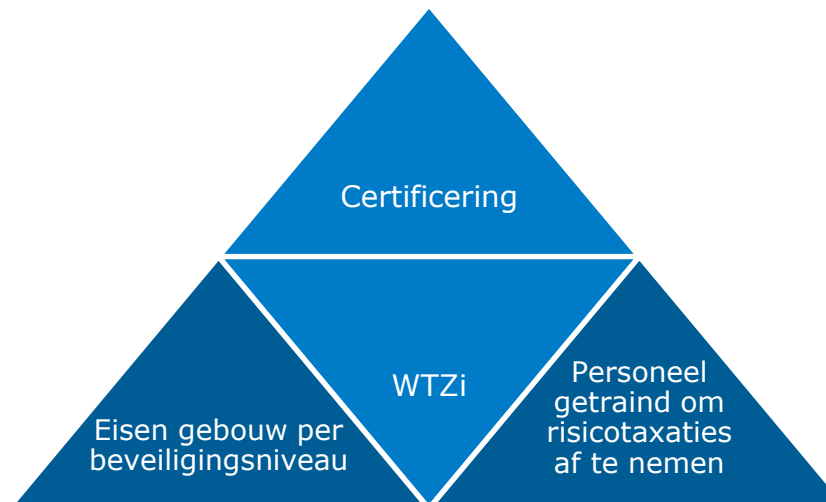 Certificering
WTZi
Eisen gebouw per
beveiligingsniveau
Personeel
getraind om
risicotaxaties
af te nemen